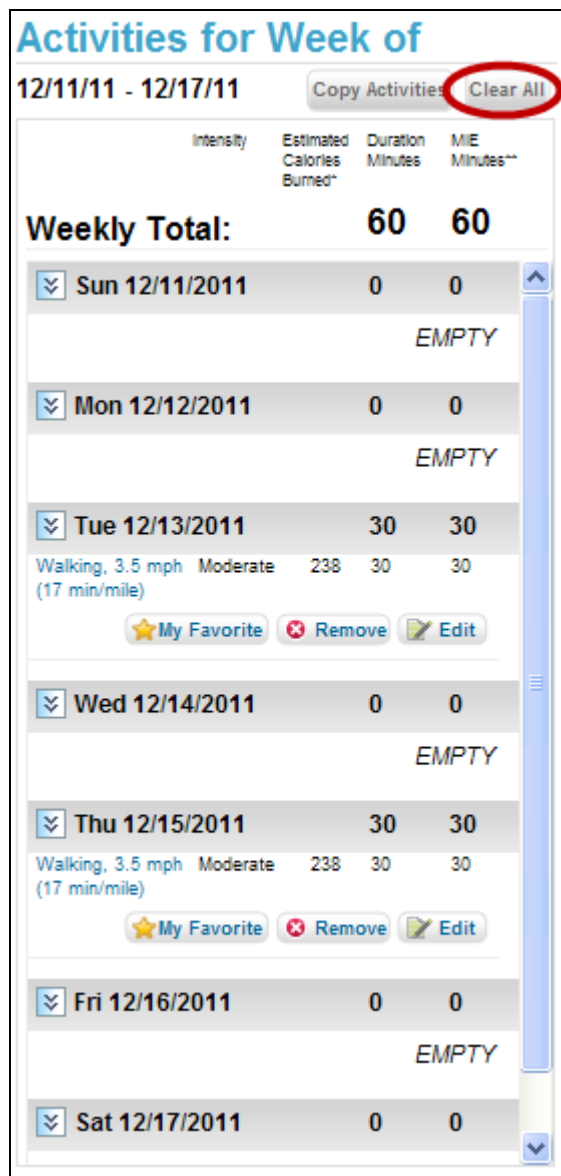 Activities for Week of
12/11/11 - 12/17/11 Copy Activities Clear All
Intensity Estimated Calories Burned* Duration Minutes MIE Minutes**
Weekly Total: 60 60
Sun 12/11/2011 0 0
EMPTY
Mon 12/12/2011 0 0
EMPTY
Tue 12/13/2011 30 30
Walking, 3.5 mph Moderate 238 30 30
(17 min/mile)
My Favorite Remove Edit
Wed 12/14/2011 0 0
EMPTY
Thu 12/15/2011 30 30
Walking, 3.5 mph Moderate 238 30 30
(17 min/mile)
My Favorite Remove Edit
Fri 12/16/2011 0 0
EMPTY
Sat 12/17/2011 0 0